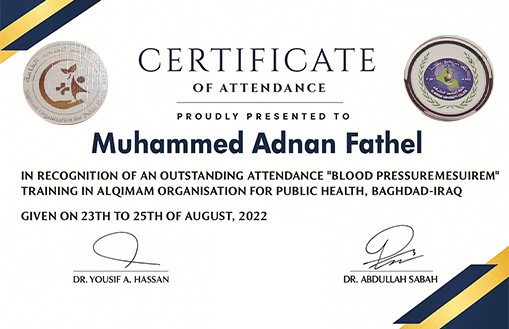 CERTIFICATE
OF ATTENDANCE
PROUDLY PRESENTED TO
Muhammed Adnan Fathel
IN RECOGNITION OF AN OUTSTANDING ATTENDANCE "BLOOD PRESSUREMESUIREM"
TRAINING IN ALQIMAM ORGANISATION FOR PUBLIC HEALTH, BAGHDAD-IRAQ
GIVEN ON 23TH TO 25TH OF AUGUST, 2022
DR. YOUSIF A. HASSAN
DR. ABDULLAH SABAH